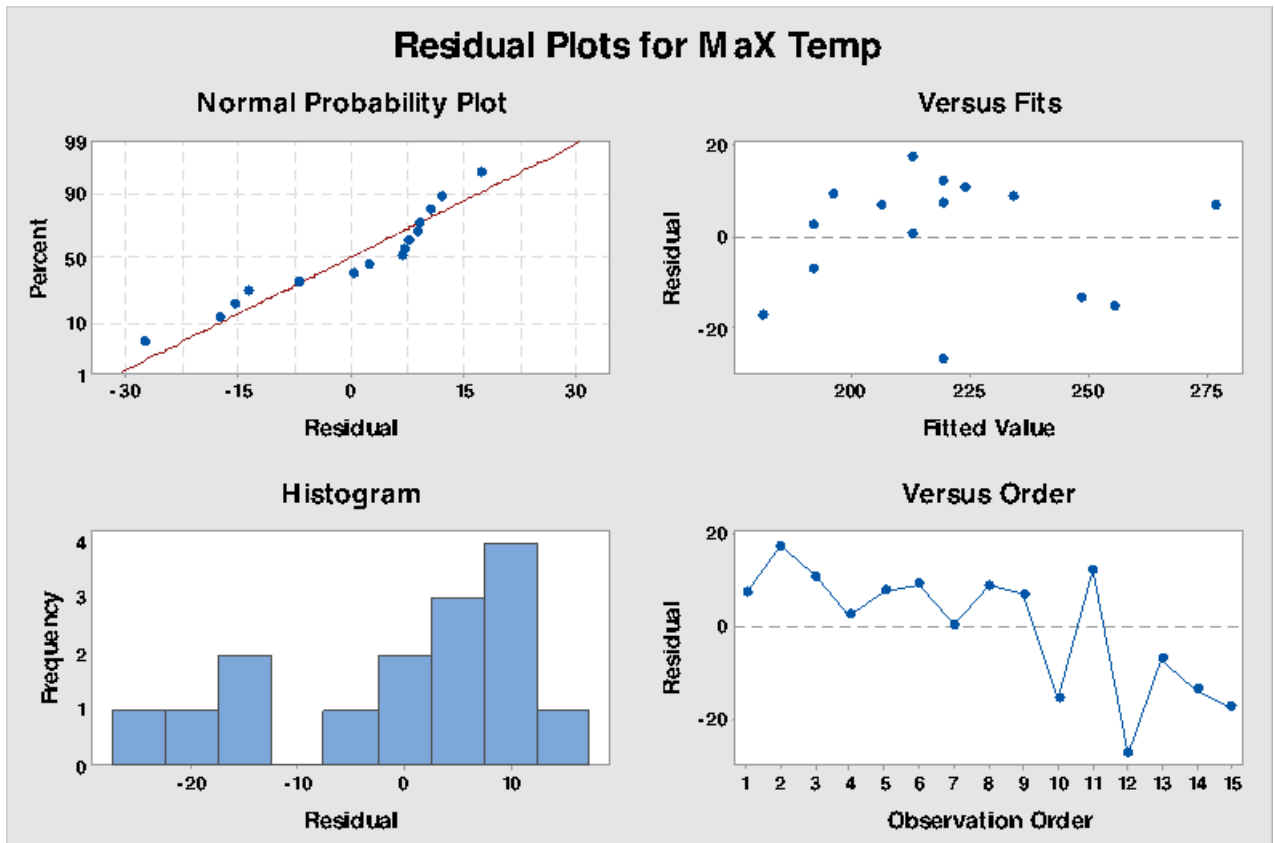 Residual Plots for MaX Temp
Normal Probability Plot
99
90
50
10
1
Percent
-30 -15 0 15 30
Residual
Versus Fits
20
0
-20
Residual
200 225 250 275
Fitted Value
Histogram
4
3
2
1
0
Frequency
-20 -10 0 10
Residual
Versus Order
20
0
-20
Residual
1 2 3 4 5 6 7 8 9 10 11 12 13 14 15
Observation Order